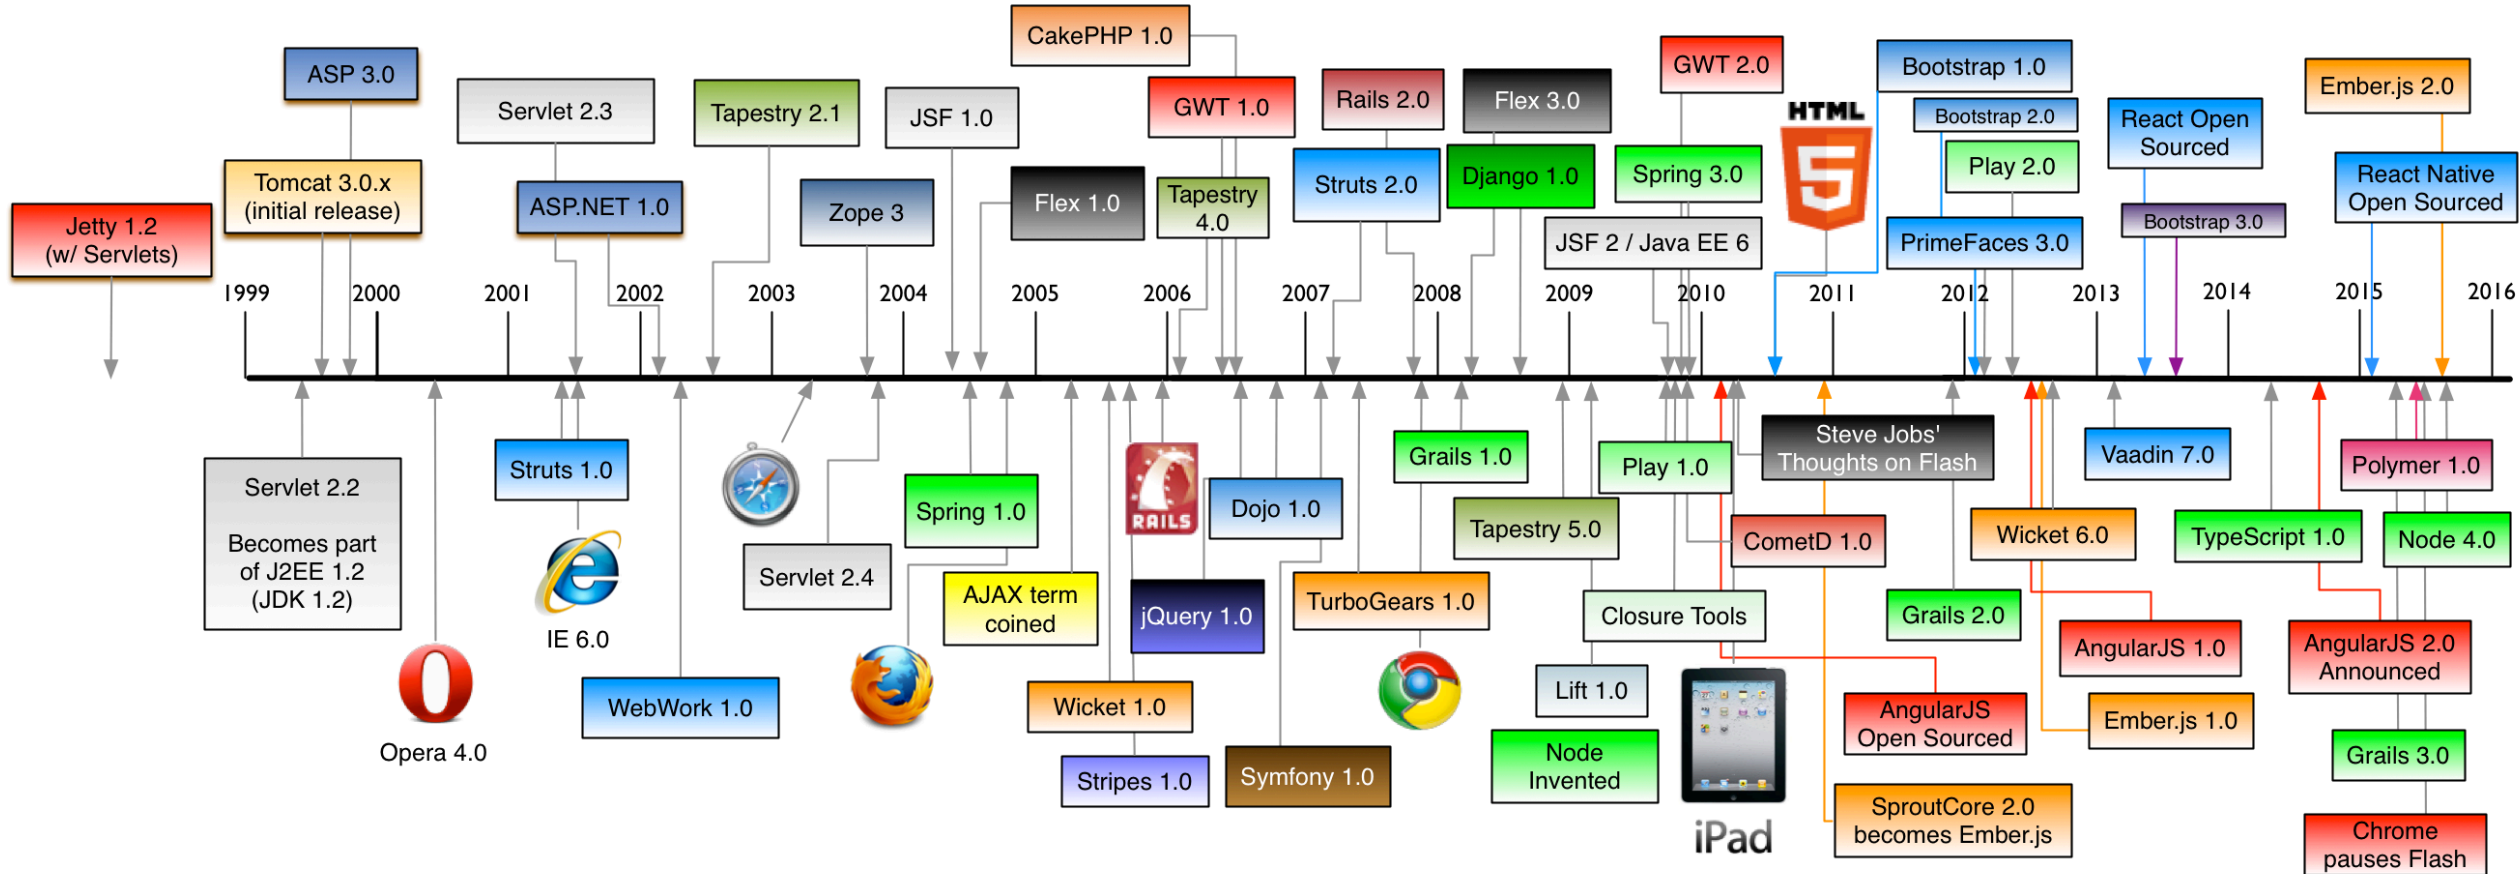 CakePHP 1.0
ASP 3.0
Servlet 2.3
Tapestry 2.1
JSF 1.0
GWT 1.0
Rails 2.0
Flex 3.0
GWT 2.0
Bootstrap 1.0
Ember.js 2.0
HTML
Bootstrap 2.0
React Open
Sourced
Tomcat 3.0.x
(initial release)
ASP.NET 1.0
Zope 3
Flex 1.0
Tapestry
4.0
Struts 2.0
Django 1.0
Spring 3.0
Play 2.0
React Native
Open Sourced
Jetty 1.2
(w/ Servlets)
JSF 2 / Java EE 6
PrimeFaces 3.0
Bootstrap 3.0
1999
2000
2001
2002
2003
2004
2005
2006
2007
2008
2009
2010
2011
2012
2013
2014
2015
2016
Servlet 2.2
Becomes part
of J2EE 1.2
(JDK 1.2)
Struts 1.0
Spring 1.0
RAILS
Dojo 1.0
Grails 1.0
Tapestry 5.0
Play 1.0
Steve Jobs'
Thoughts on Flash
Vaadin 7.0
Polymer 1.0
Servlet 2.4
CometD 1.0
Wicket 6.0
TypeScript 1.0
Node 4.0
IE 6.0
AJAX term
coined
jQuery 1.0
TurboGears 1.0
Closure Tools
Grails 2.0
AngularJS 1.0
AngularJS 2.0
Announced
Opera 4.0
WebWork 1.0
Wicket 1.0
Lift 1.0
AngularJS
Open Sourced
Ember.js 1.0
Stripes 1.0
Symfony 1.0
Node
Invented
Grails 3.0
iPad
SproutCore 2.0
becomes Ember.js
Chrome
pauses Flash